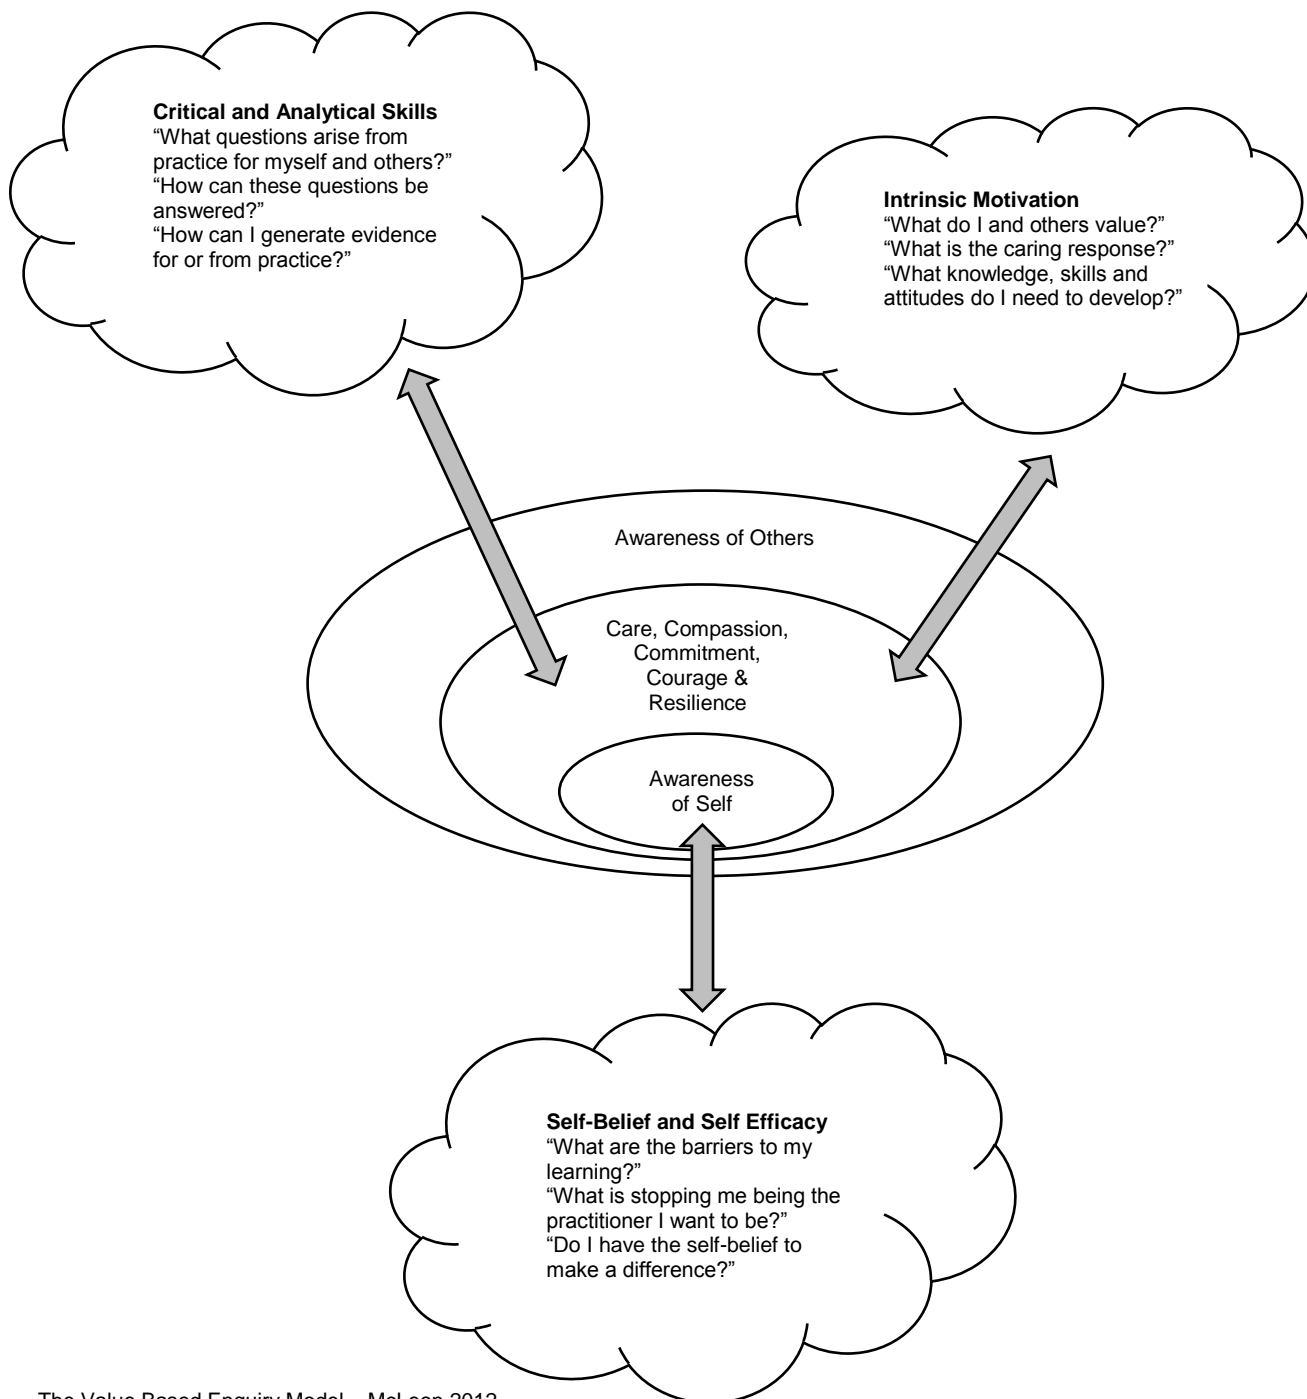 Critical and Analytical Skills
“What questions arise from
practice for myself and others?”
“How can these questions be
answered?”
“How can I generate evidence
for or from practice?”
Intrinsic Motivation
“What do I and others value?”
“What is the caring response?”
“What knowledge, skills and
attitudes do I need to develop?”
Awareness of Others
Care, Compassion,
Commitment,
Courage &
Resilience
Awareness
of Self
Self-Belief and Self Efficacy
“What are the barriers to my
learning?”
“What is stopping me being the
practitioner I want to be?”
“Do I have the self-belief to
make a difference?”
The Value Based Enquiry Model – McLean 2012